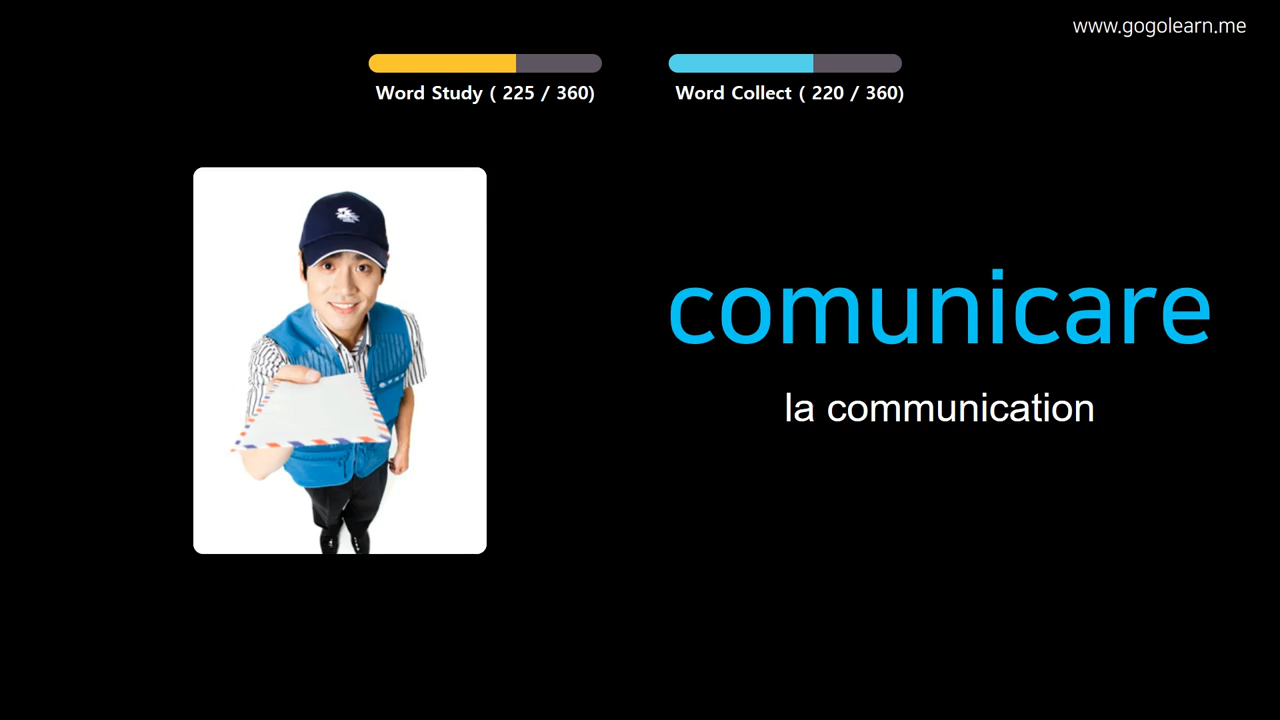 www.gogolearn.me
Word Study ( 225 / 360)
Word Collect ( 220 / 360)
comunicare
la communication